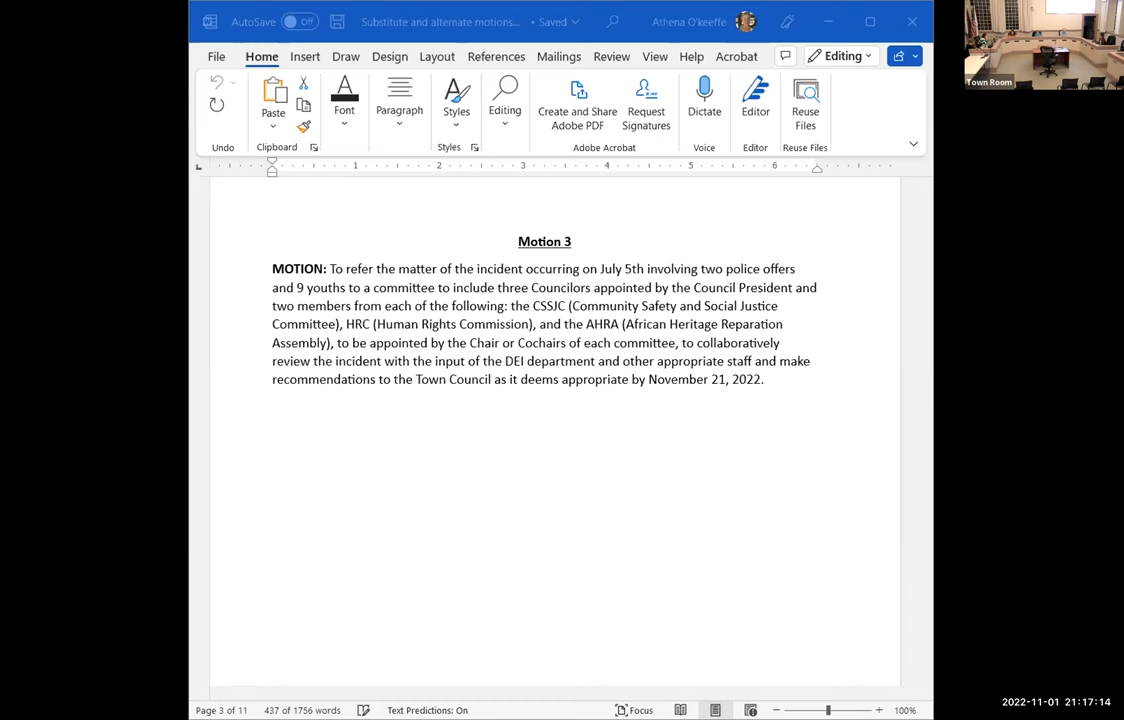 AutoSave Off Substitute and alternate motions... • Saved Athena O'keeffe
File Home Insert Draw Design Layout References Mailings Review View Help Acrobat Editing
Paste Font Paragraph Styles Editing Create and Share Adobe PDF Request Signatures Dictate Editor Reuse Files
Undo Clipboard Styles Adobe Acrobat Voice Editor Reuse Files
1 2 3 4 5 6
Motion 3
MOTION: To refer the matter of the incident occurring on July 5th involving two police offers
and 9 youths to a committee to include three Councilors appointed by the Council President and
two members from each of the following: the CSSJC (Community Safety and Social Justice
Committee), HRC (Human Rights Commission), and the AHRA (African Heritage Reparation
Assembly), to be appointed by the Chair or Cochairs of each committee, to collaboratively
review the incident with the input of the DEI department and other appropriate staff and make
recommendations to the Town Council as it deems appropriate by November 21, 2022.
Page 3 of 11 437 of 1756 words Text Predictions: On Focus 100%
Town Room
2022-11-01 21:17:14